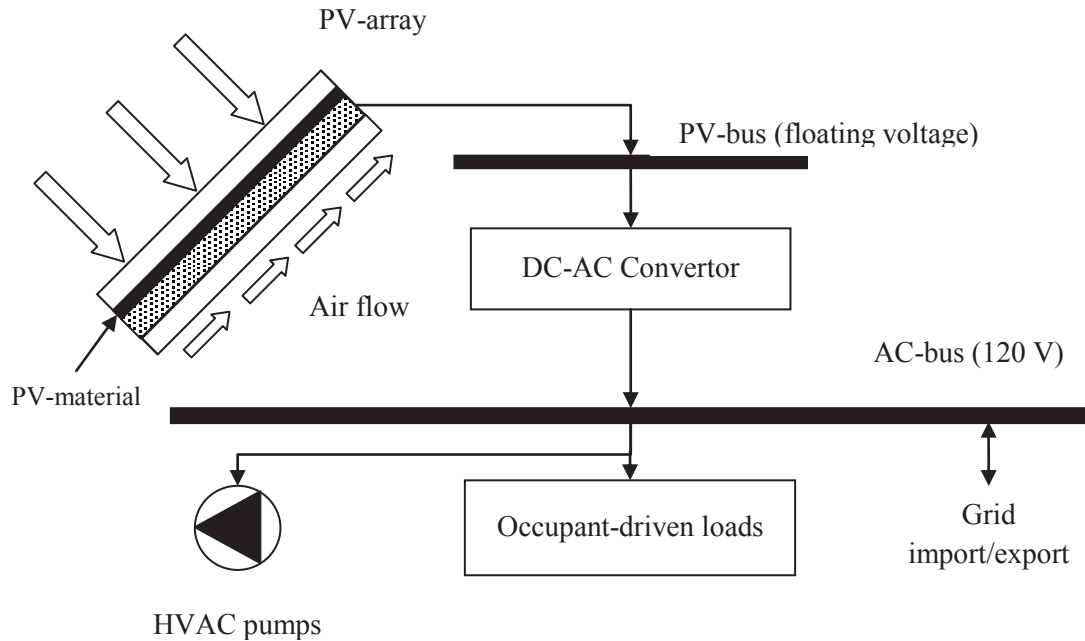 PV-array
PV-bus (floating voltage)
DC-AC Convertor
Air flow
AC-bus (120 V)
PV-material
Occupant-driven loads
Grid
import/export
HVAC pumps